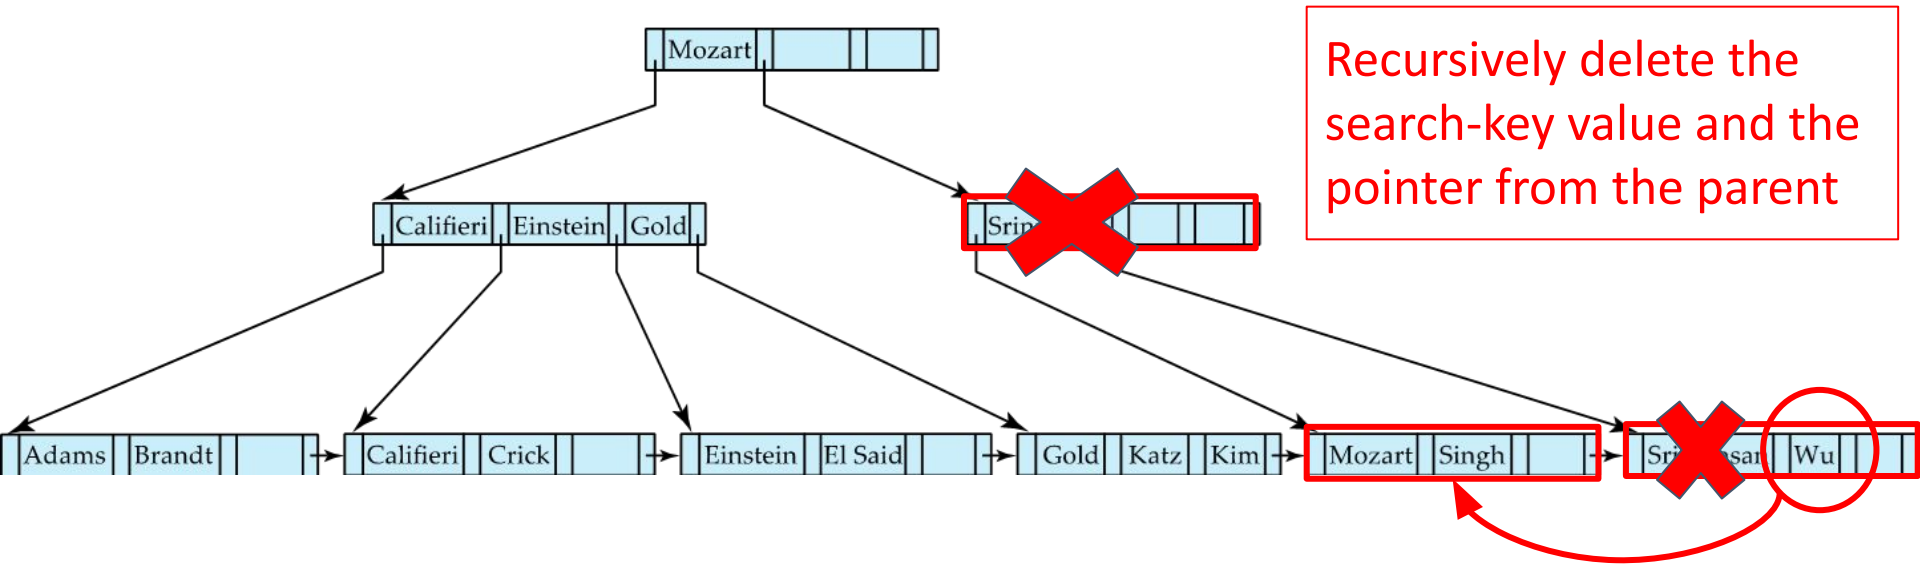 Mozart
Recursively delete the
search-key value and the
pointer from the parent
Califieri Einstein Gold
Adams Brandt Califieri Crick Einstein El Said Gold Katz Kim Mozart Singh Wu